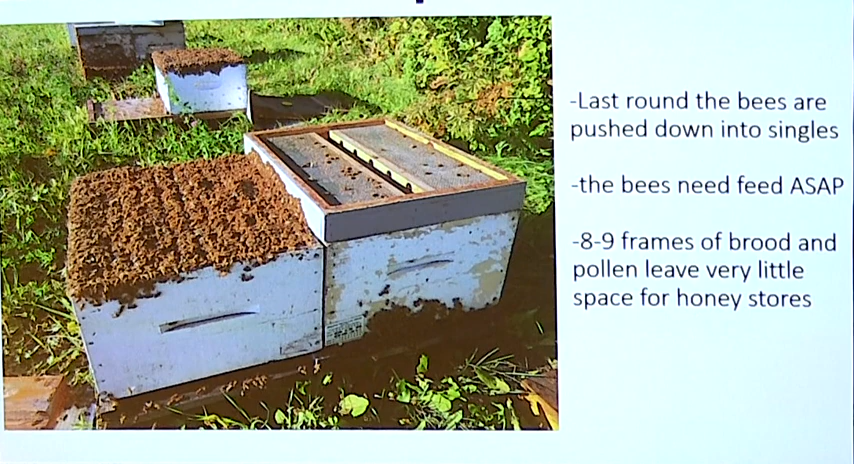 -Last round the bees are
pushed down into singles
-the bees need feed ASAP
-8-9 frames of brood and
pollen leave very little
space for honey stores